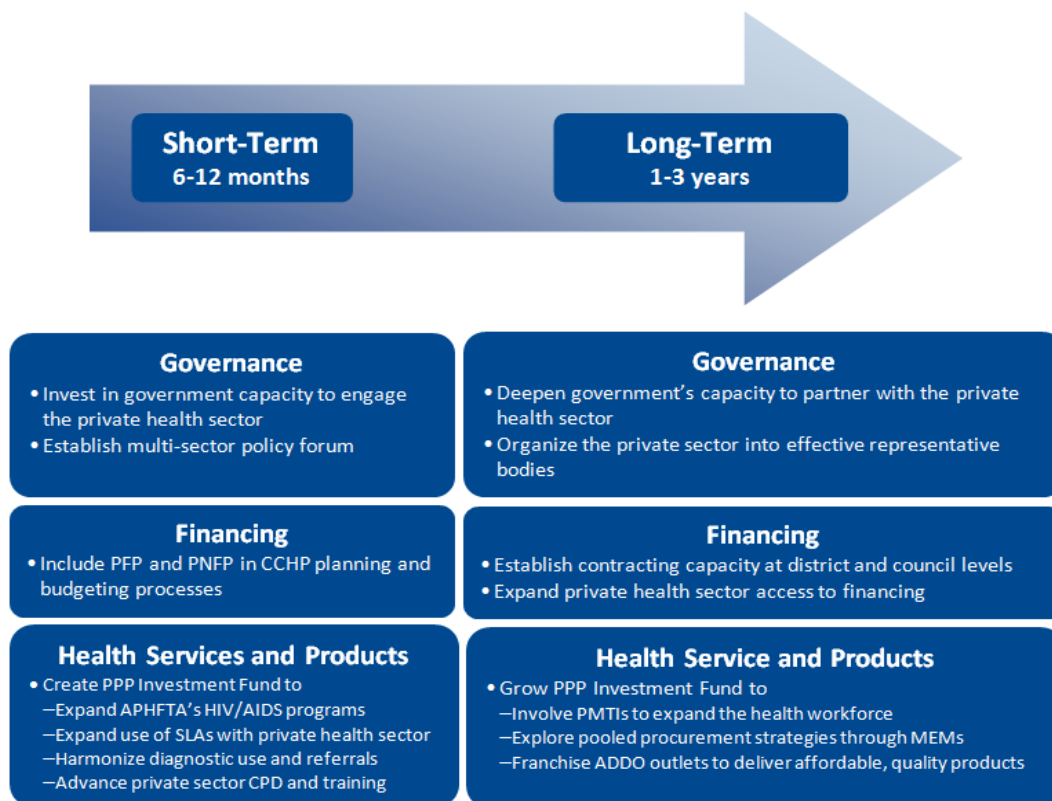 Short-Term
6-12 months
Long-Term
1-3 years
Governance
• Invest in government capacity to engage
the private health sector
• Establish multi-sector policy forum
Governance
• Deepen government's capacity to partner with the private
health sector
• Organize the private sector into effective representative
bodies
Financing
• Include PFP and PNFP in CCHP planning and
budgeting processes
Financing
• Establish contracting capacity at district and council levels
• Expand private health sector access to financing
Health Services and Products
• Create PPP Investment Fund to
–Expand APHFTA's HIV/AIDS programs
–Expand use of SLAs with private health sector
–Harmonize diagnostic use and referrals
–Advance private sector CPD and training
Health Service and Products
• Grow PPP Investment Fund to
–Involve PMTIs to expand the health workforce
–Explore pooled procurement strategies through MEMs
–Franchise ADDO outlets to deliver affordable, quality products